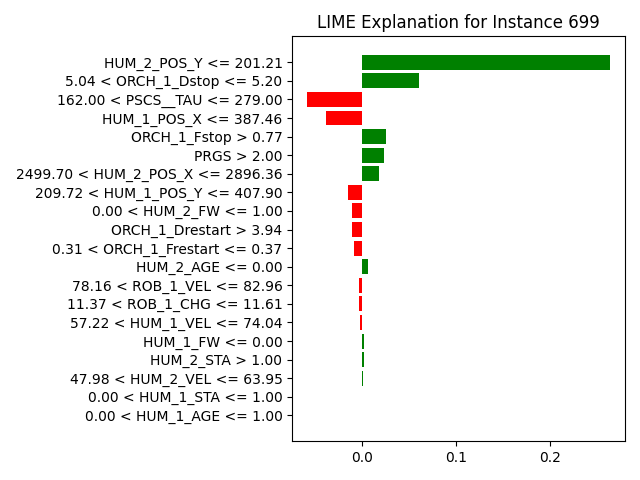 LIME Explanation for Instance 699
HUM_2_POS_Y <= 201.21
5.04 < ORCH_1_Dstop <= 5.20
162.00 < PSCS__TAU <= 279.00
HUM_1_POS_X <= 387.46
ORCH_1_Fstop > 0.77
PRGS > 2.00
2499.70 < HUM_2_POS_X <= 2896.36
209.72 < HUM_1_POS_Y <= 407.90
0.00 < HUM_2_FW <= 1.00
ORCH_1_Drestart > 3.94
0.31 < ORCH_1_Frestart <= 0.37
HUM_2_AGE <= 0.00
78.16 < ROB_1_VEL <= 82.96
11.37 < ROB_1_CHG <= 11.61
57.22 < HUM_1_VEL <= 74.04
HUM_1_FW <= 0.00
HUM_2_STA > 1.00
47.98 < HUM_2_VEL <= 63.95
0.00 < HUM_1_STA <= 1.00
0.00 < HUM_1_AGE <= 1.00
0.0 0.1 0.2